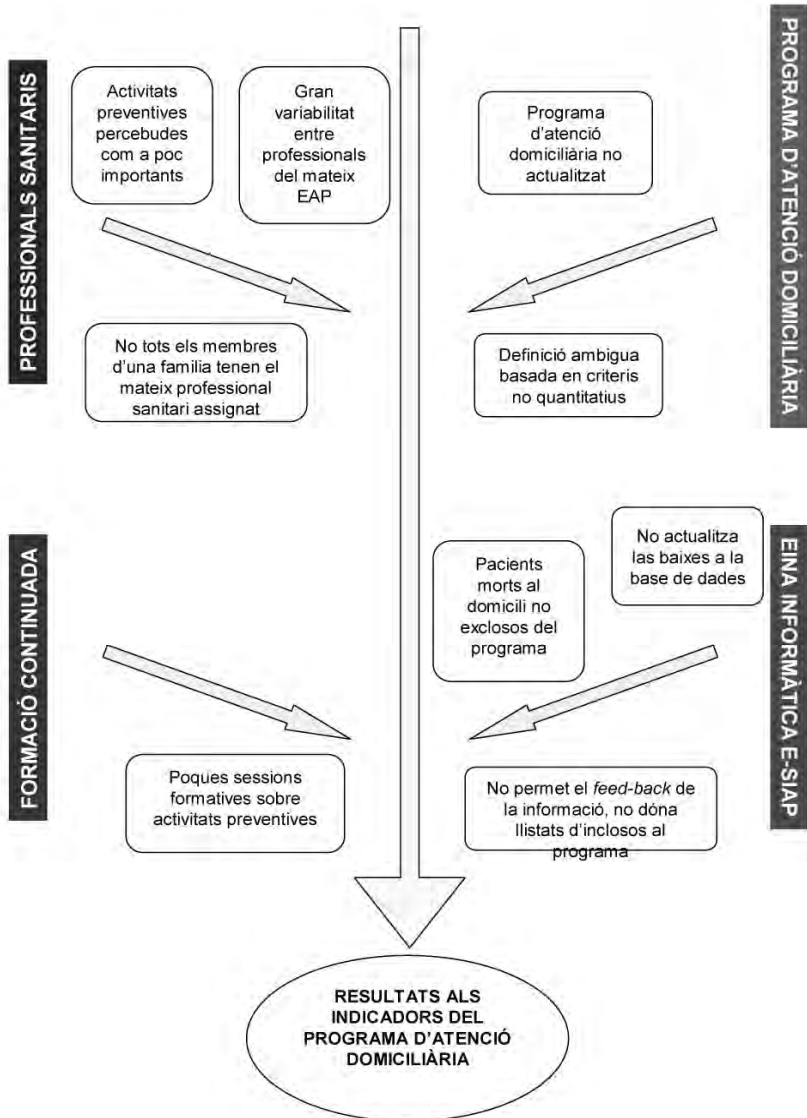 PROFESSIONALS SANITARIS
Activitats
preventives
percebudes
com a poc
importants
Gran
variabilitat
entre
professionals
del mateix
EAP
No tots els membres
d'una familia tenen el
mateix professional
sanitari assignat
PROGRAMA D'ATENCIÓ DOMICILIÀRIA
Programa
d'atenció
domiciliària no
actualitzat
Definició ambigua
basada en criteris
no quantitatius
FORMACIÓ CONTINUADA
Poques sessions
formatives sobre
activitats preventives
EINA INFORMÀTICA E-SIAP
Pacients
morts al
domicili no
exclosos del
programa
No actualitza
las baixes a la
base de dades
No permet el feed-back de
la informació, no dóna
llistats d'inclosos al
programa
RESULTATS ALS
INDICADORS DEL
PROGRAMA D'ATENCIÓ
DOMICILIÀRIA